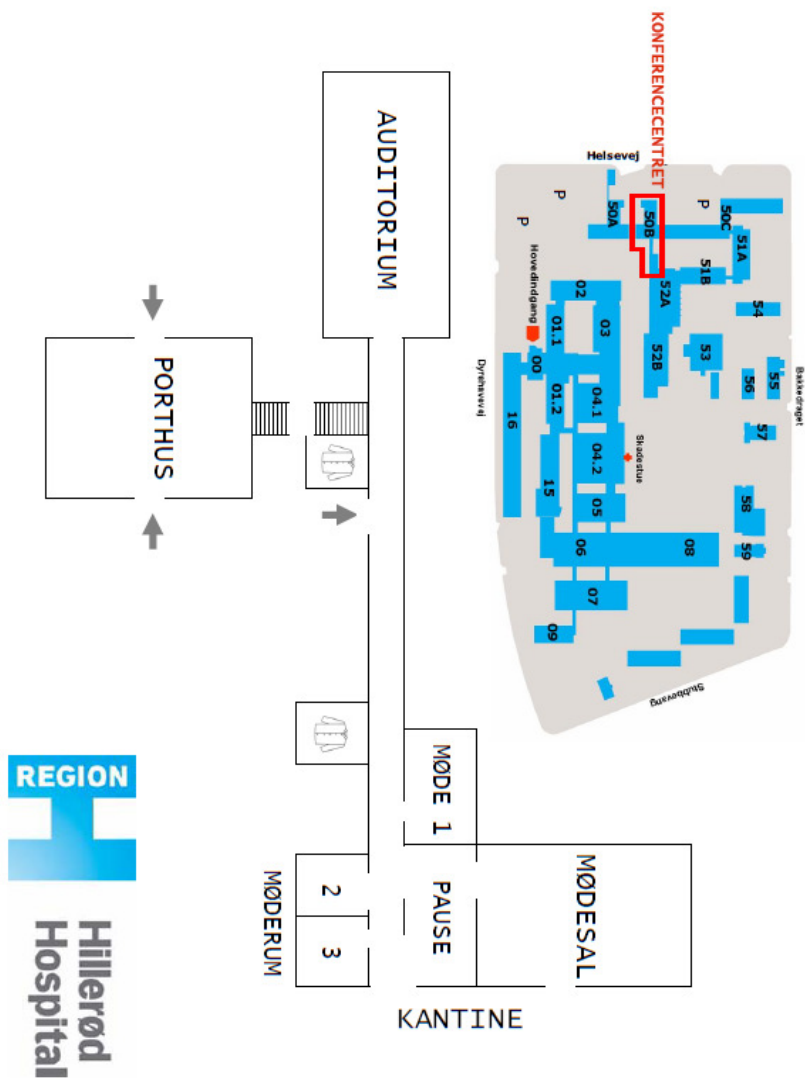 KONFERENCECENTRET
Helsevej
P
P
P
50A
50B
50C
51A
51B
52A
52B
53
54
55
56
57
58
59
Bakkedraget
Hovedindgang
02
03
01.1
00
01.2
04.1
04.2
Skadestue
16
15
05
06
08
07
09
Dyrehavevej
Stubbevang
AUDITORIUM
PORTHUS
MØDE 1
MØDESAL
PAUSE
2
3
MØDERUM
KANTINE
REGION
H
Hillerød
Hospital